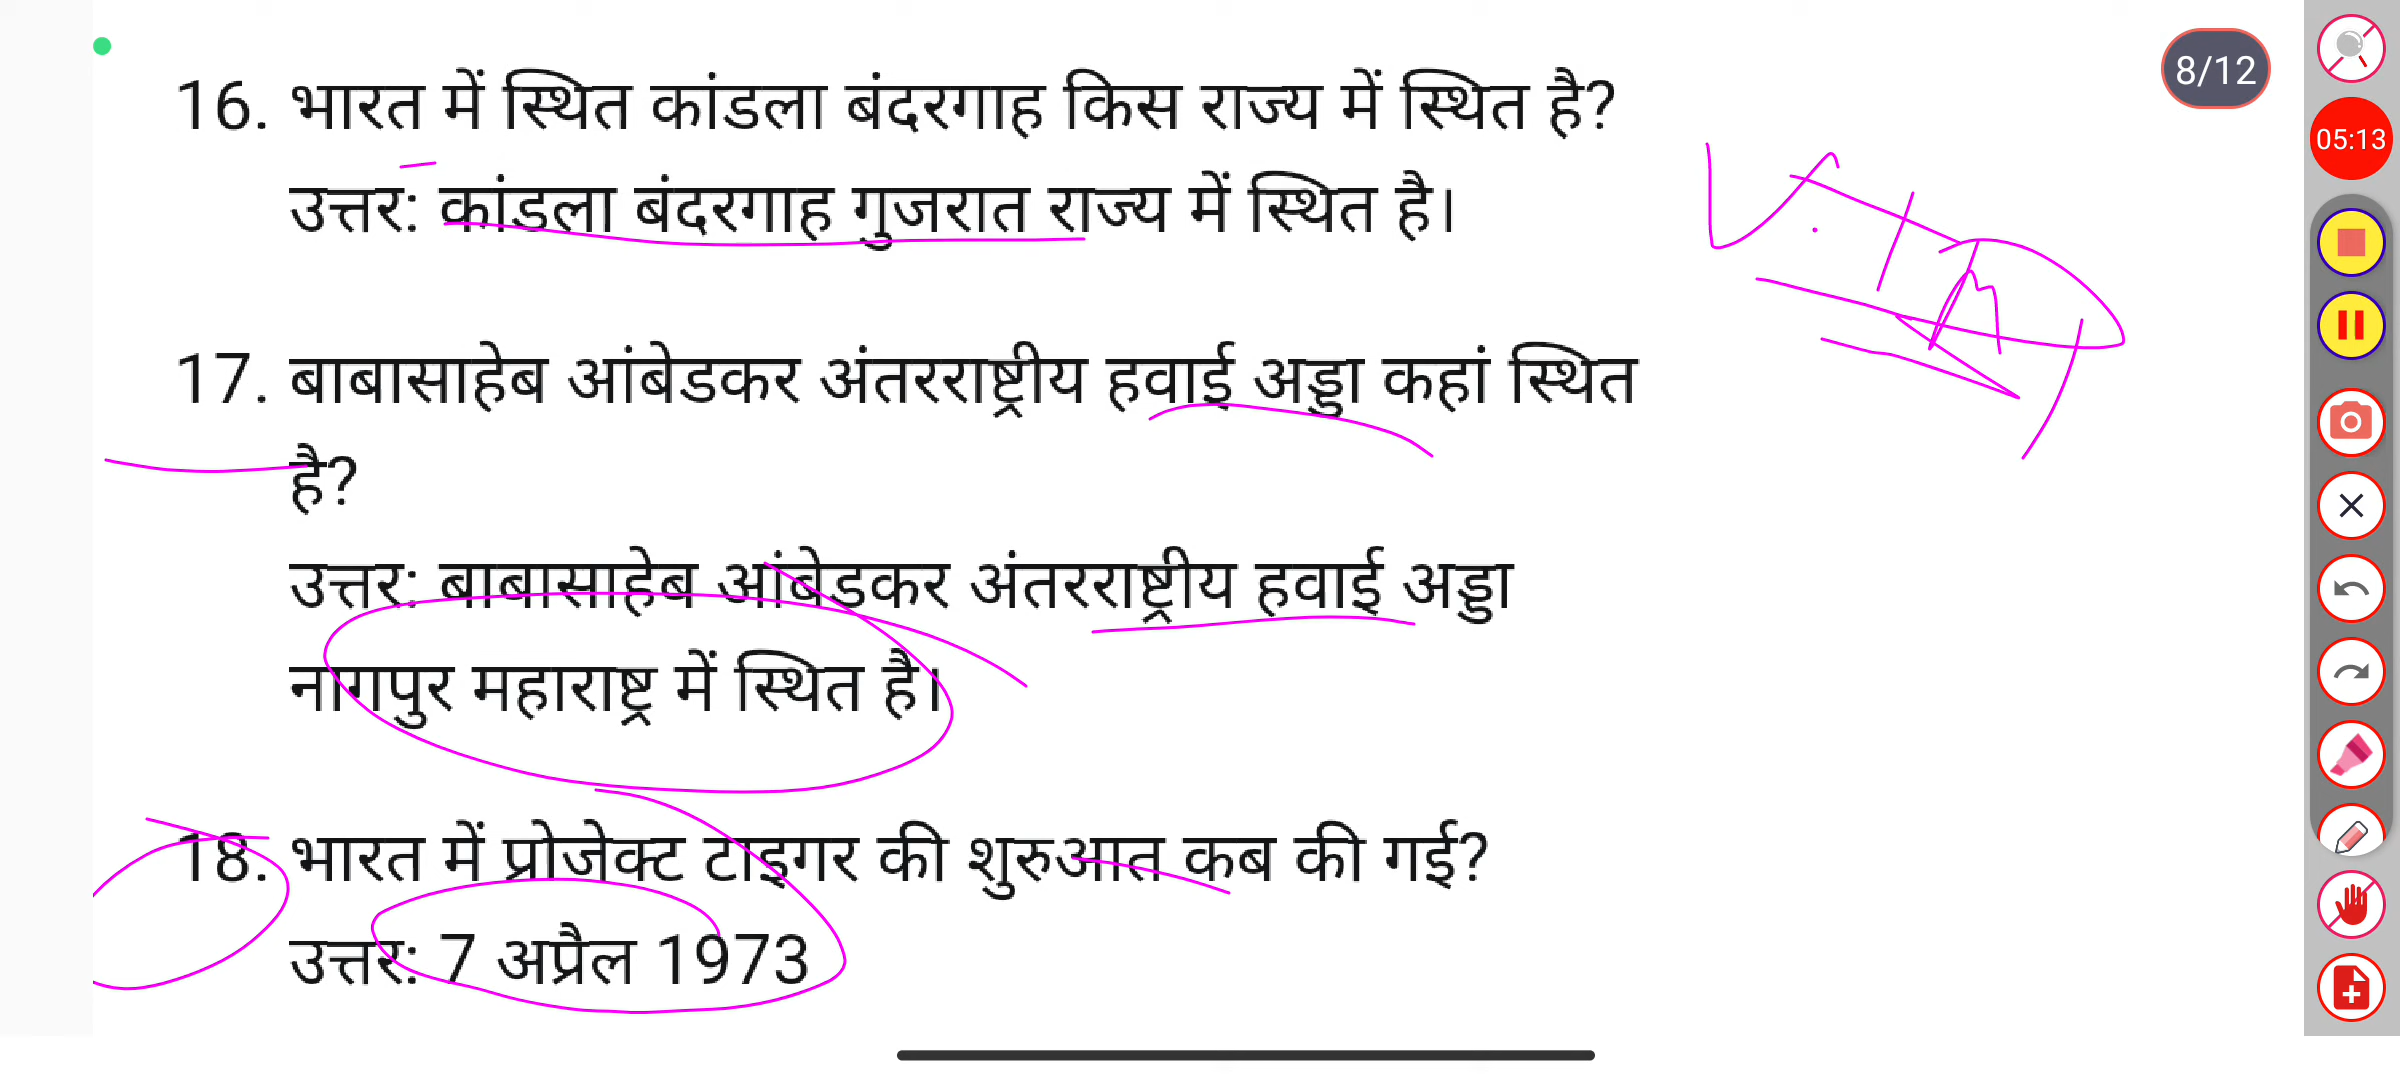 8/12
05:13
16. भारत में स्थित कांडला बंदरगाह किस राज्य में स्थित है?
उत्तर: कांडला बंदरगाह गुजरात राज्य में स्थित है।
17. बाबासाहेब आंबेडकर अंतरराष्ट्रीय हवाई अड्डा कहां स्थित
है?
उत्तर: बाबासाहेब आंबेडकर अंतरराष्ट्रीय हवाई अड्डा
नागपुर महाराष्ट्र में स्थित है।
18. भारत में प्रोजेक्ट टाइगर की शुरुआत कब की गई?
उत्तर: 7 अप्रैल 1973